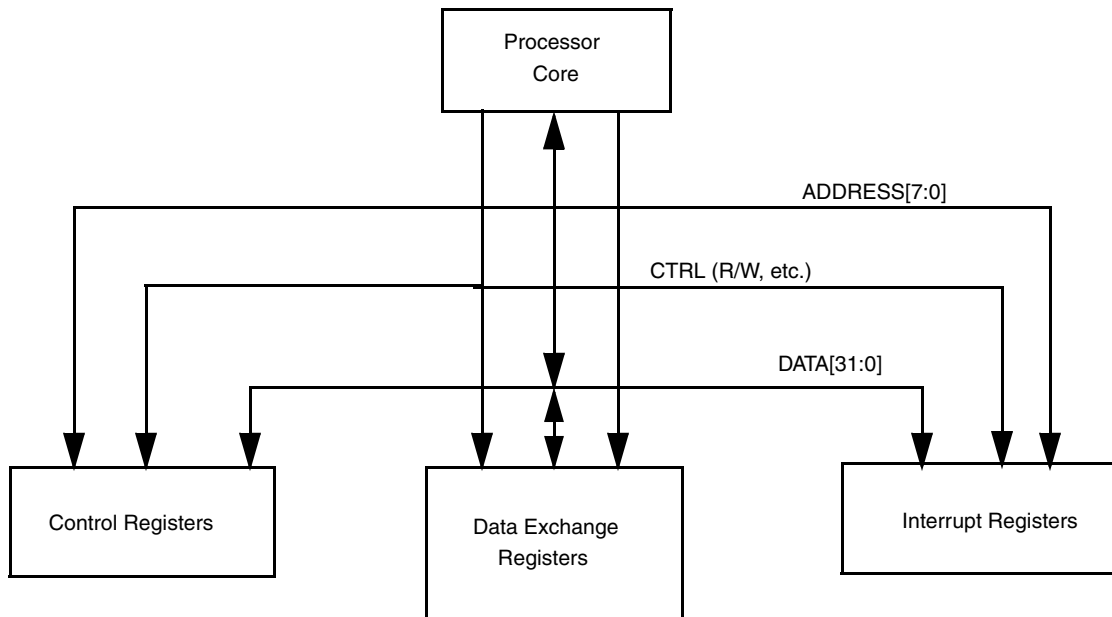 Processor
Core
ADDRESS[7:0]
CTRL (R/W, etc.)
DATA[31:0]
Control Registers
Data Exchange
Registers
Interrupt Registers